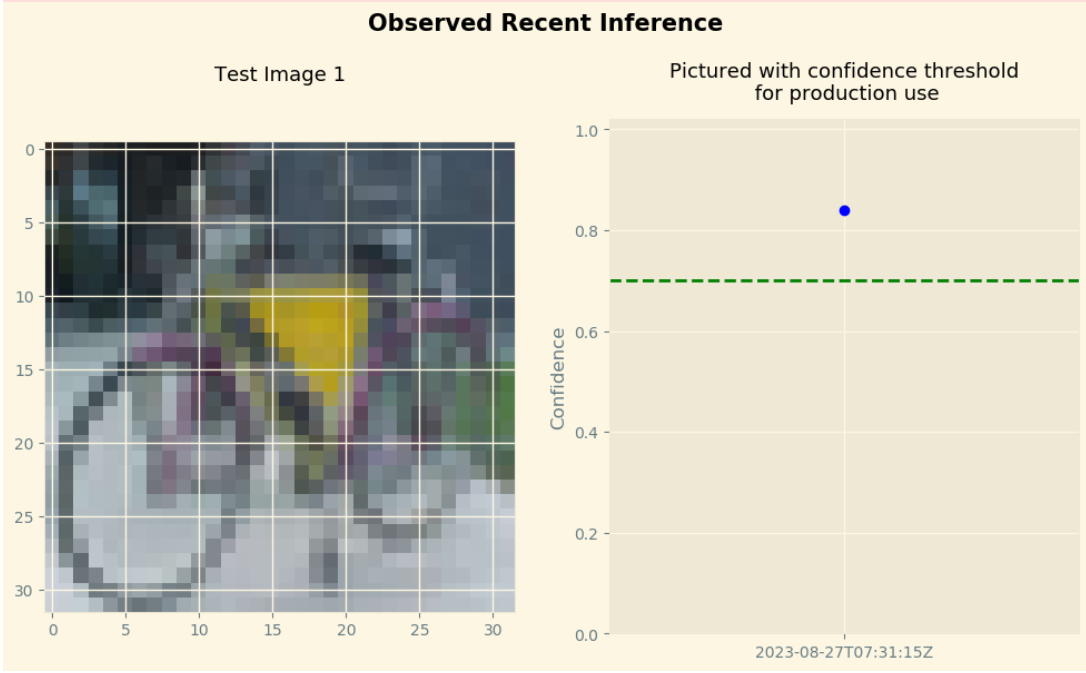 Observed Recent Inference
Test Image 1
0
5
10
15
20
25
30
0 5 10 15 20 25 30
Pictured with confidence threshold
for production use
Confidence
1.0
0.8
0.6
0.4
0.2
0.0
2023-08-27T07:31:15Z